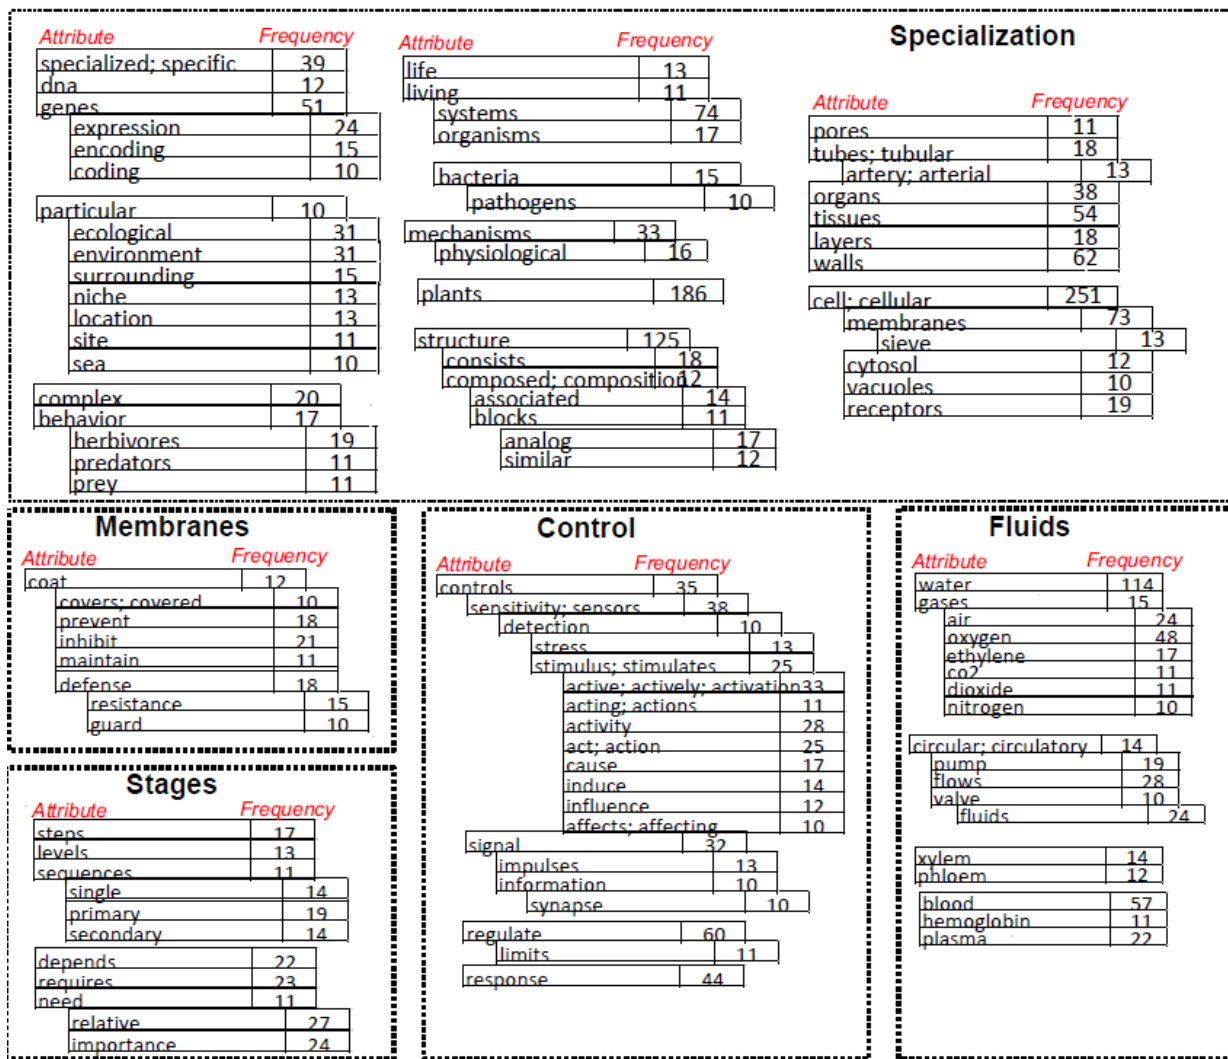 Attribute Frequency
specialized; specific 39
dna 12
genes 51
expression 24
encoding 15
coding 10
particular 10
ecological 31
environment 31
surrounding 15
niche 13
location 13
site 11
sea 10
complex 20
behavior 17
herbivores 19
predators 11
prey 11
Attribute Frequency
life 13
living 11
systems 74
organisms 17
bacteria 15
pathogens 10
mechanisms 33
physiological 16
plants 186
structure 125
consists 18
composed; composition 12
associated 14
blocks 11
analog 17
similar 12
Specialization
Attribute Frequency
pores 11
tubes; tubular 18
artery; arterial 13
organs 38
tissues 54
layers 18
walls 62
cell; cellular 251
membranes 73
sieve 13
cytosol 12
vacuoles 10
receptors 19
Membranes
Attribute Frequency
coat 12
covers; covered 10
prevent 18
inhibit 21
maintain 11
defense 18
resistance 15
guard 10
Stages
Attribute Frequency
steps 17
levels 13
sequences 11
single 14
primary 19
secondary 14
depends 22
requires 23
need 11
relative 27
importance 24
Control
Attribute Frequency
controls 35
sensitivity; sensors 38
detection 10
stress 13
stimulus; stimulates 25
active; actively; activation 33
acting; actions 11
activity 28
act; action 25
cause 17
induce 14
influence 12
affects; affecting 10
signal 32
impulses 13
information 10
synapse 10
regulate 60
limits 11
response 44
Fluids
Attribute Frequency
water 114
gases 15
air 24
oxygen 48
ethylene 17
co2 11
dioxide 11
nitrogen 10
circular; circulatory 14
pump 19
flows 28
valve 10
fluids 24
xylem 14
phloem 12
blood 57
hemoglobin 11
plasma 22